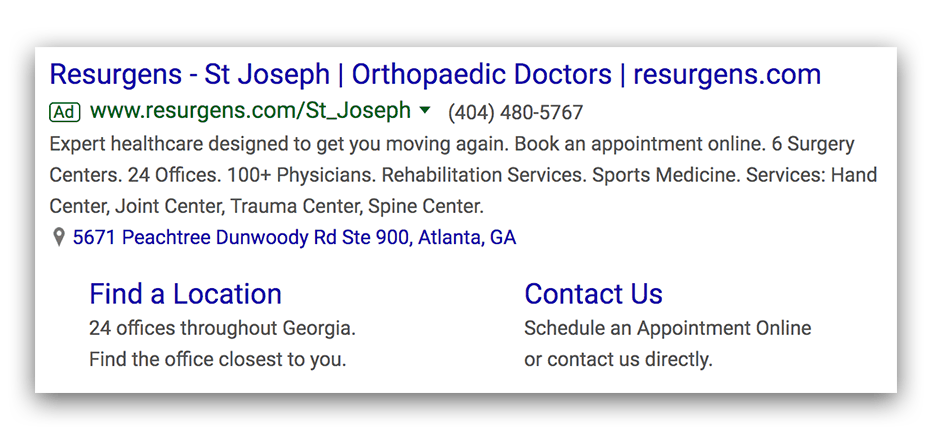 Resurgens - St Joseph | Orthopaedic Doctors | resurgens.com
Ad www.resurgens.com/St_Joseph (404) 480-5767
Expert healthcare designed to get you moving again. Book an appointment online. 6 Surgery
Centers. 24 Offices. 100+ Physicians. Rehabilitation Services. Sports Medicine. Services: Hand
Center, Joint Center, Trauma Center, Spine Center.
5671 Peachtree Dunwoody Rd Ste 900, Atlanta, GA
Find a Location
24 offices throughout Georgia.
Find the office closest to you.
Contact Us
Schedule an Appointment Online
or contact us directly.